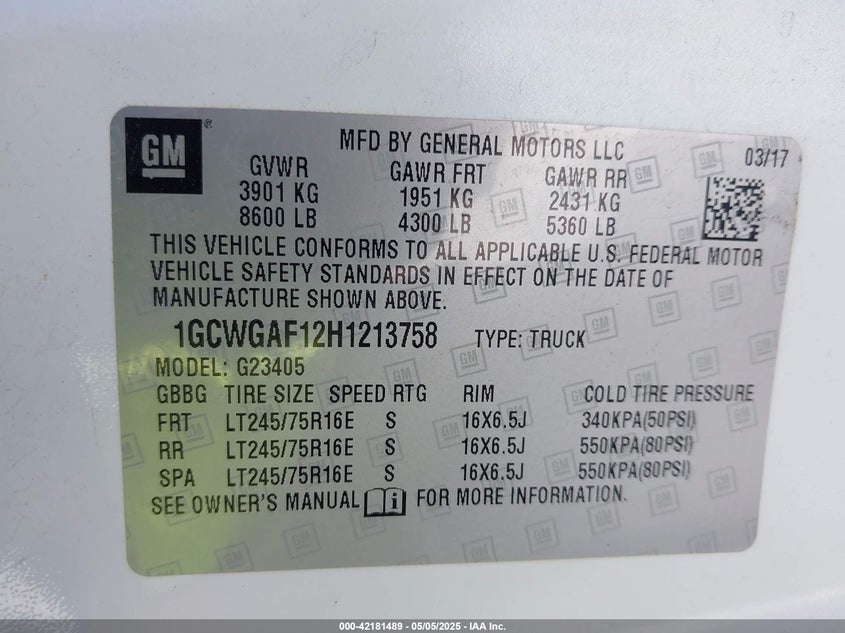 GM
MFD BY GENERAL MOTORS LLC
03/17
GVWR GAWR FRT GAWR RR
3901 KG 1951 KG 2431 KG
8600 LB 4300 LB 5360 LB
THIS VEHICLE CONFORMS TO ALL APPLICABLE U.S. FEDERAL MOTOR
VEHICLE SAFETY STANDARDS IN EFFECT ON THE DATE OF
MANUFACTURE SHOWN ABOVE.
1GCWGAF12H1213758 TYPE: TRUCK
MODEL: G23405
GBBG TIRE SIZE SPEED RTG RIM COLD TIRE PRESSURE
FRT LT245/75R16E S 16X6.5J 340KPA(50PSI)
RR LT245/75R16E S 16X6.5J 550KPA(80PSI)
SPA LT245/75R16E S 16X6.5J 550KPA(80PSI)
SEE OWNER'S MANUAL i FOR MORE INFORMATION.
000-42181489 - 05/05/2025 - IAA Inc.